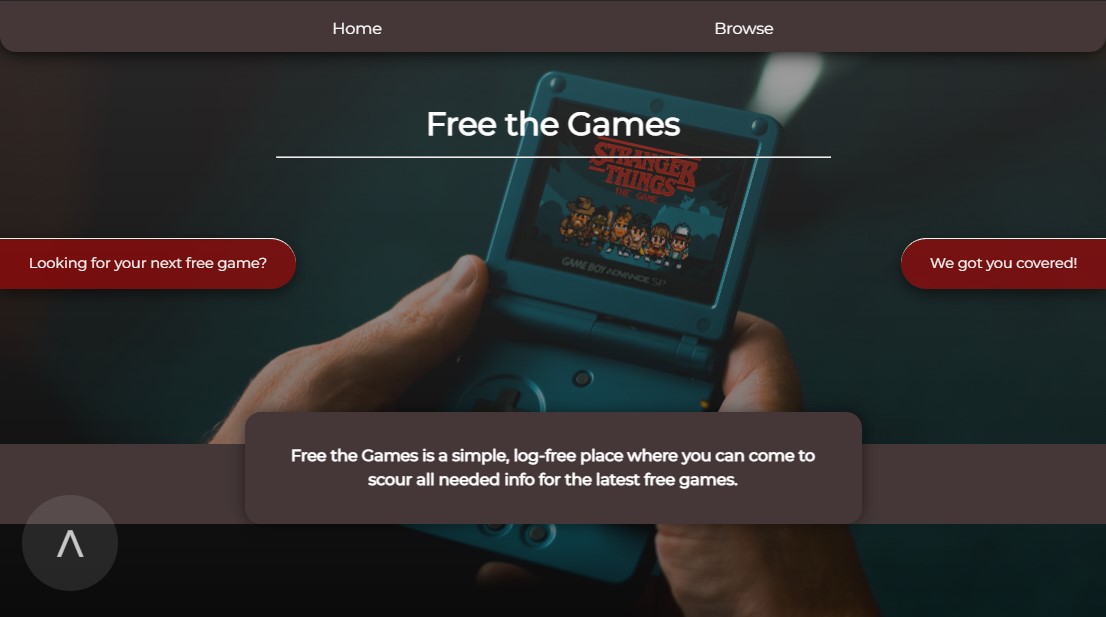 Home
Browse
Free the Games
STRANGER
THINGS
THE GAME
GAME BOY ADVANCE SP
Looking for your next free game?
We got you covered!
Free the Games is a simple, log-free place where you can come to
scour all needed info for the latest free games.
Λ